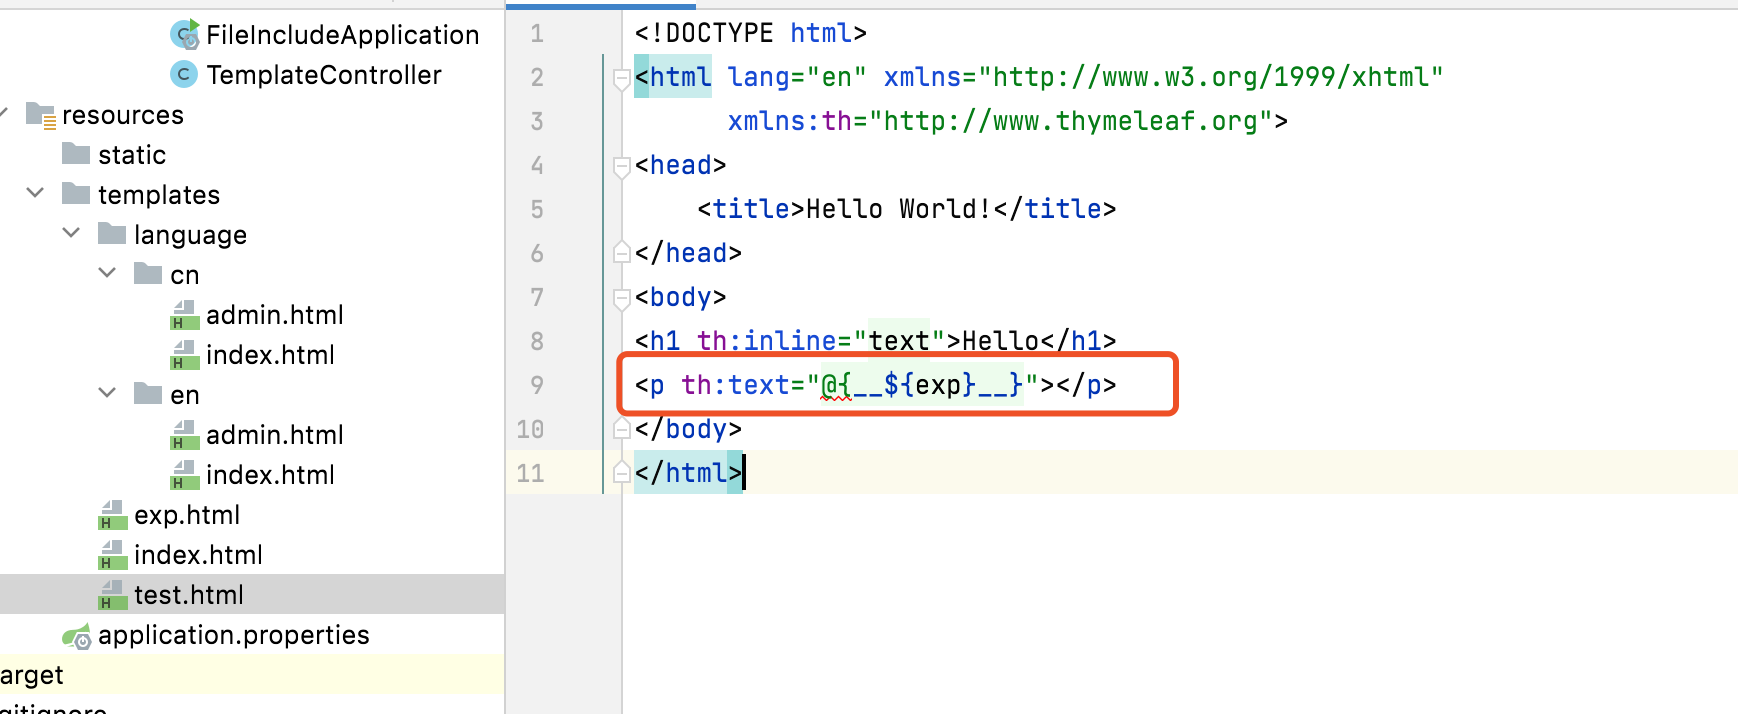 FileIncludeApplication
TemplateController
resources
static
templates
language
cn
admin.html
index.html
en
admin.html
index.html
exp.html
index.html
test.html
application.properties
arget
gitignore
1 <!DOCTYPE html>
2 <html lang="en" xmlns="http://www.w3.org/1999/xhtml"
3 xmlns:th="http://www.thymeleaf.org">
4 <head>
5 <title>Hello World!</title>
6 </head>
7 <body>
8 <h1 th:inline="text">Hello</h1>
9 <p th:text="@{__${exp}__}"></p>
10 </body>
11 </html>